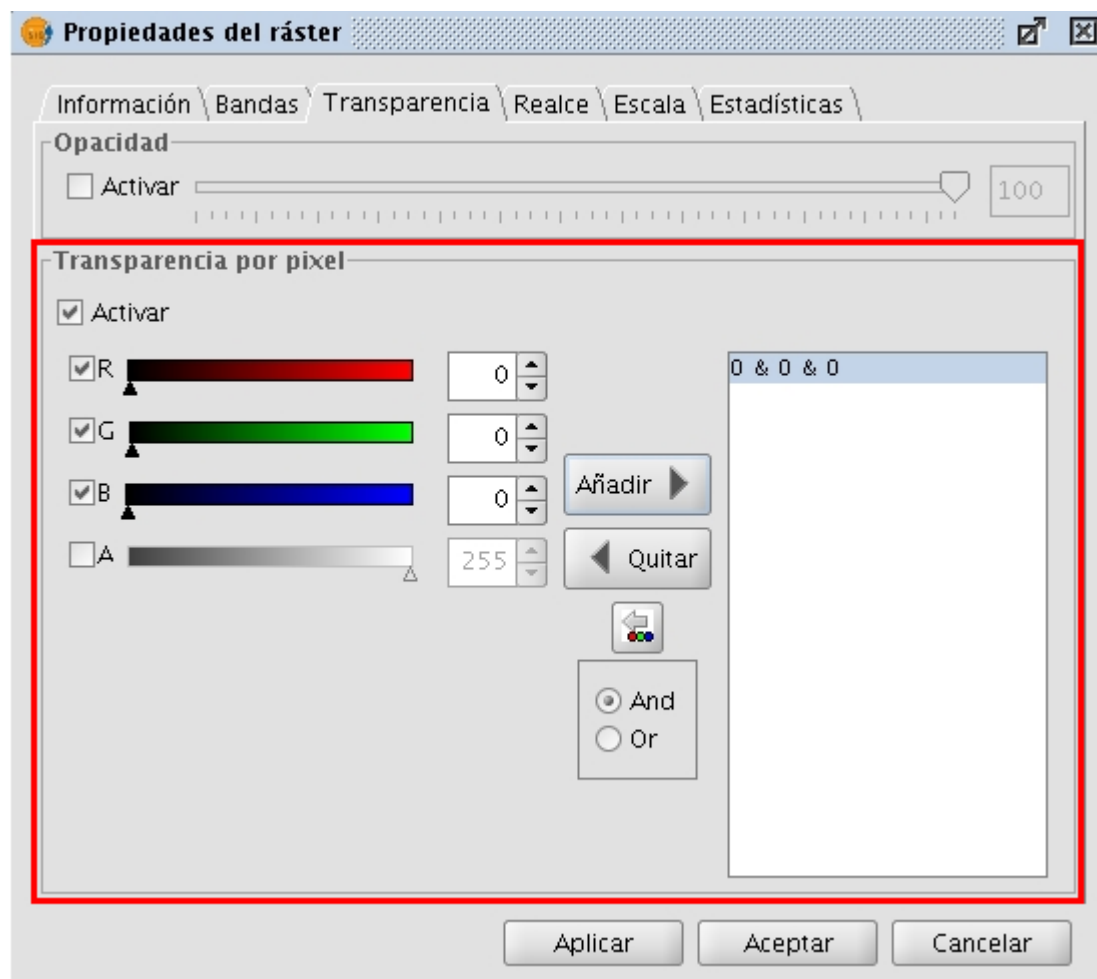 Propiedades del ráster
Información Bandas Transparencia Realce Escala Estadísticas
Opacidad
Activar 100
Transparencia por pixel
Activar
R 0
G 0
B 0
A 255
Añadir
Quitar
And
Or
0 & 0 & 0
Aplicar Aceptar Cancelar